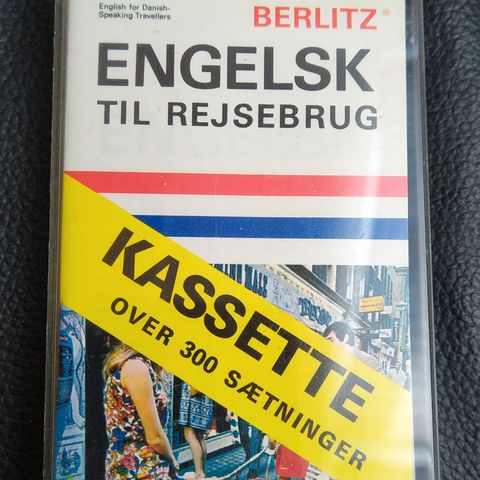 English for Danish-
Speaking Travellers
BERLITZ®
ENGELSK
TIL REJSEBRUG
KASSETTE
OVER 300 SÆTNINGER